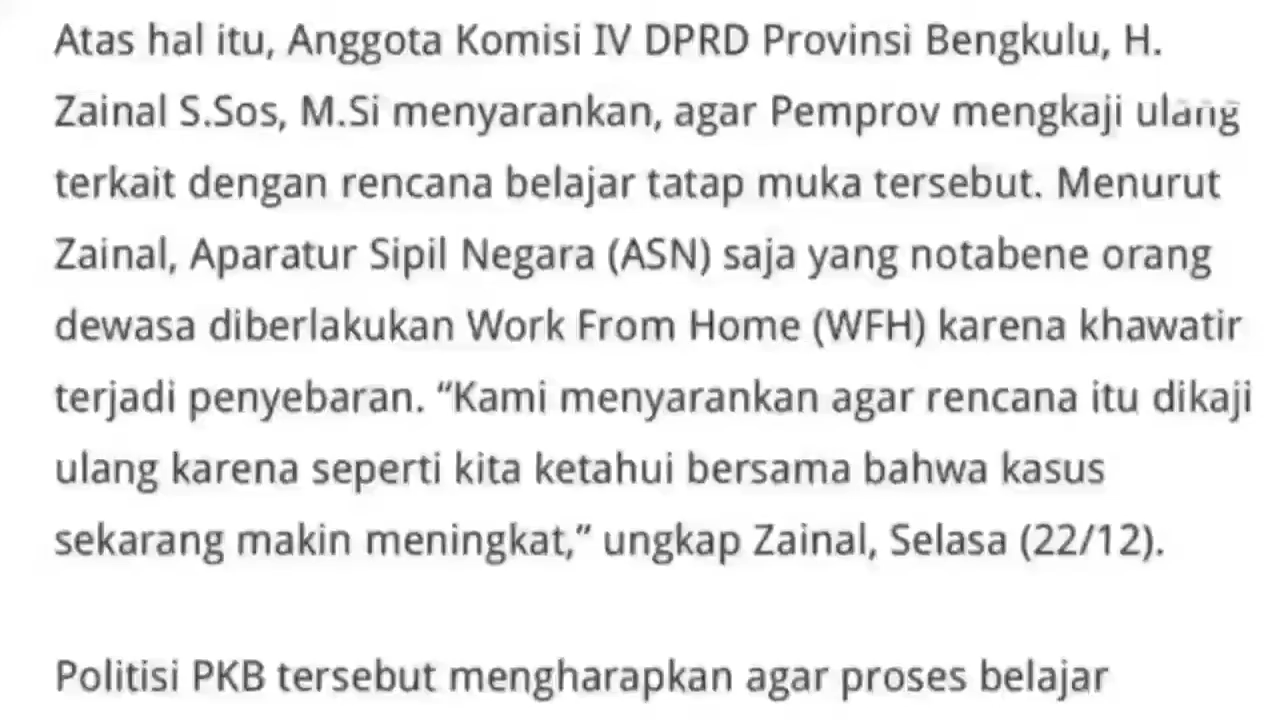 Atas hal itu, Anggota Komisi IV DPRD Provinsi Bengkulu, H.
Zainal S.Sos, M.Si menyarankan, agar Pemprov mengkaji ulang
terkait dengan rencana belajar tatap muka tersebut. Menurut
Zainal, Aparatur Sipil Negara (ASN) saja yang notabene orang
dewasa diberlakukan Work From Home (WFH) karena khawatir
terjadi penyebaran. “Kami menyarankan agar rencana itu dikaji
ulang karena seperti kita ketahui bersama bahwa kasus
sekarang makin meningkat,” ungkap Zainal, Selasa (22/12).
Politisi PKB tersebut mengharapkan agar proses belajar